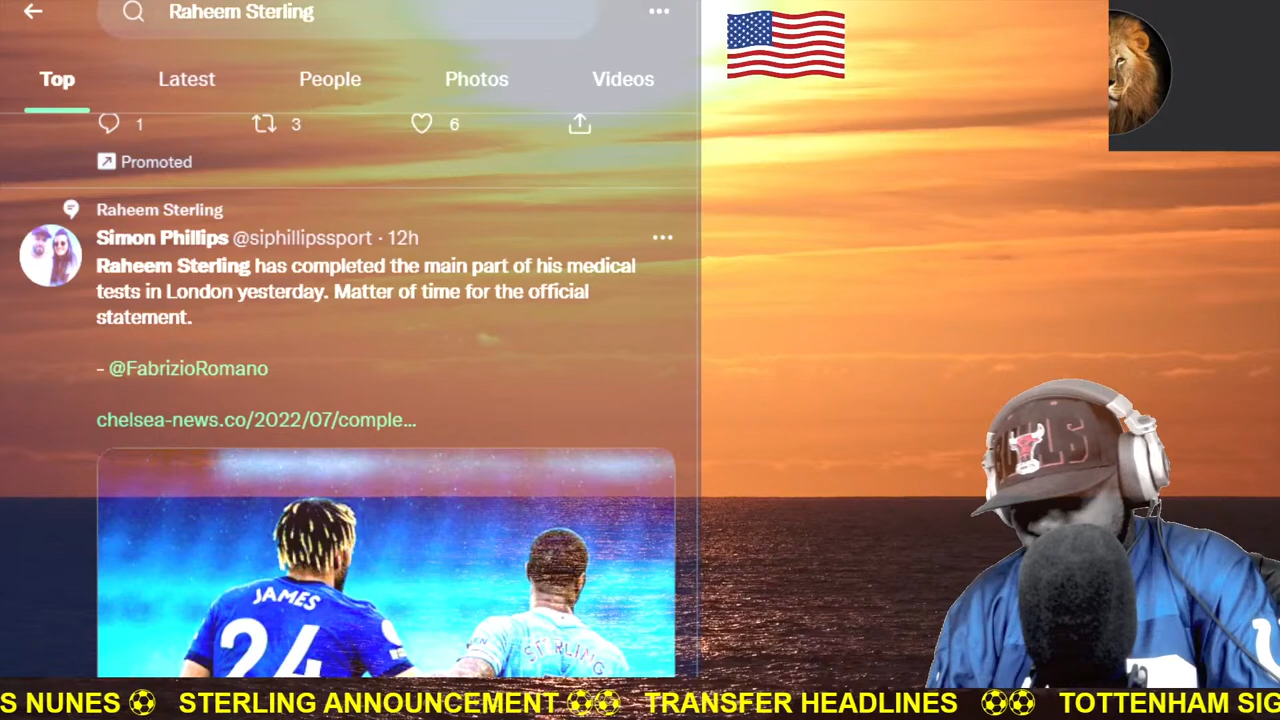 Raheem Sterling
Top
Latest
People
Photos
Videos
1
3
6
Promoted
Raheem Sterling
Simon Phillips @siphillipssport · 12h
Raheem Sterling has completed the main part of his medical
tests in London yesterday. Matter of time for the official
statement.
- @FabrizioRomano
chelsea-news.co/2022/07/comple...
JAMES
24
STERLING
BULLS
S NUNES ⚽ STERLING ANNOUNCEMENT ⚽⚽ TRANSFER HEADLINES ⚽⚽ TOTTENHAM SIG